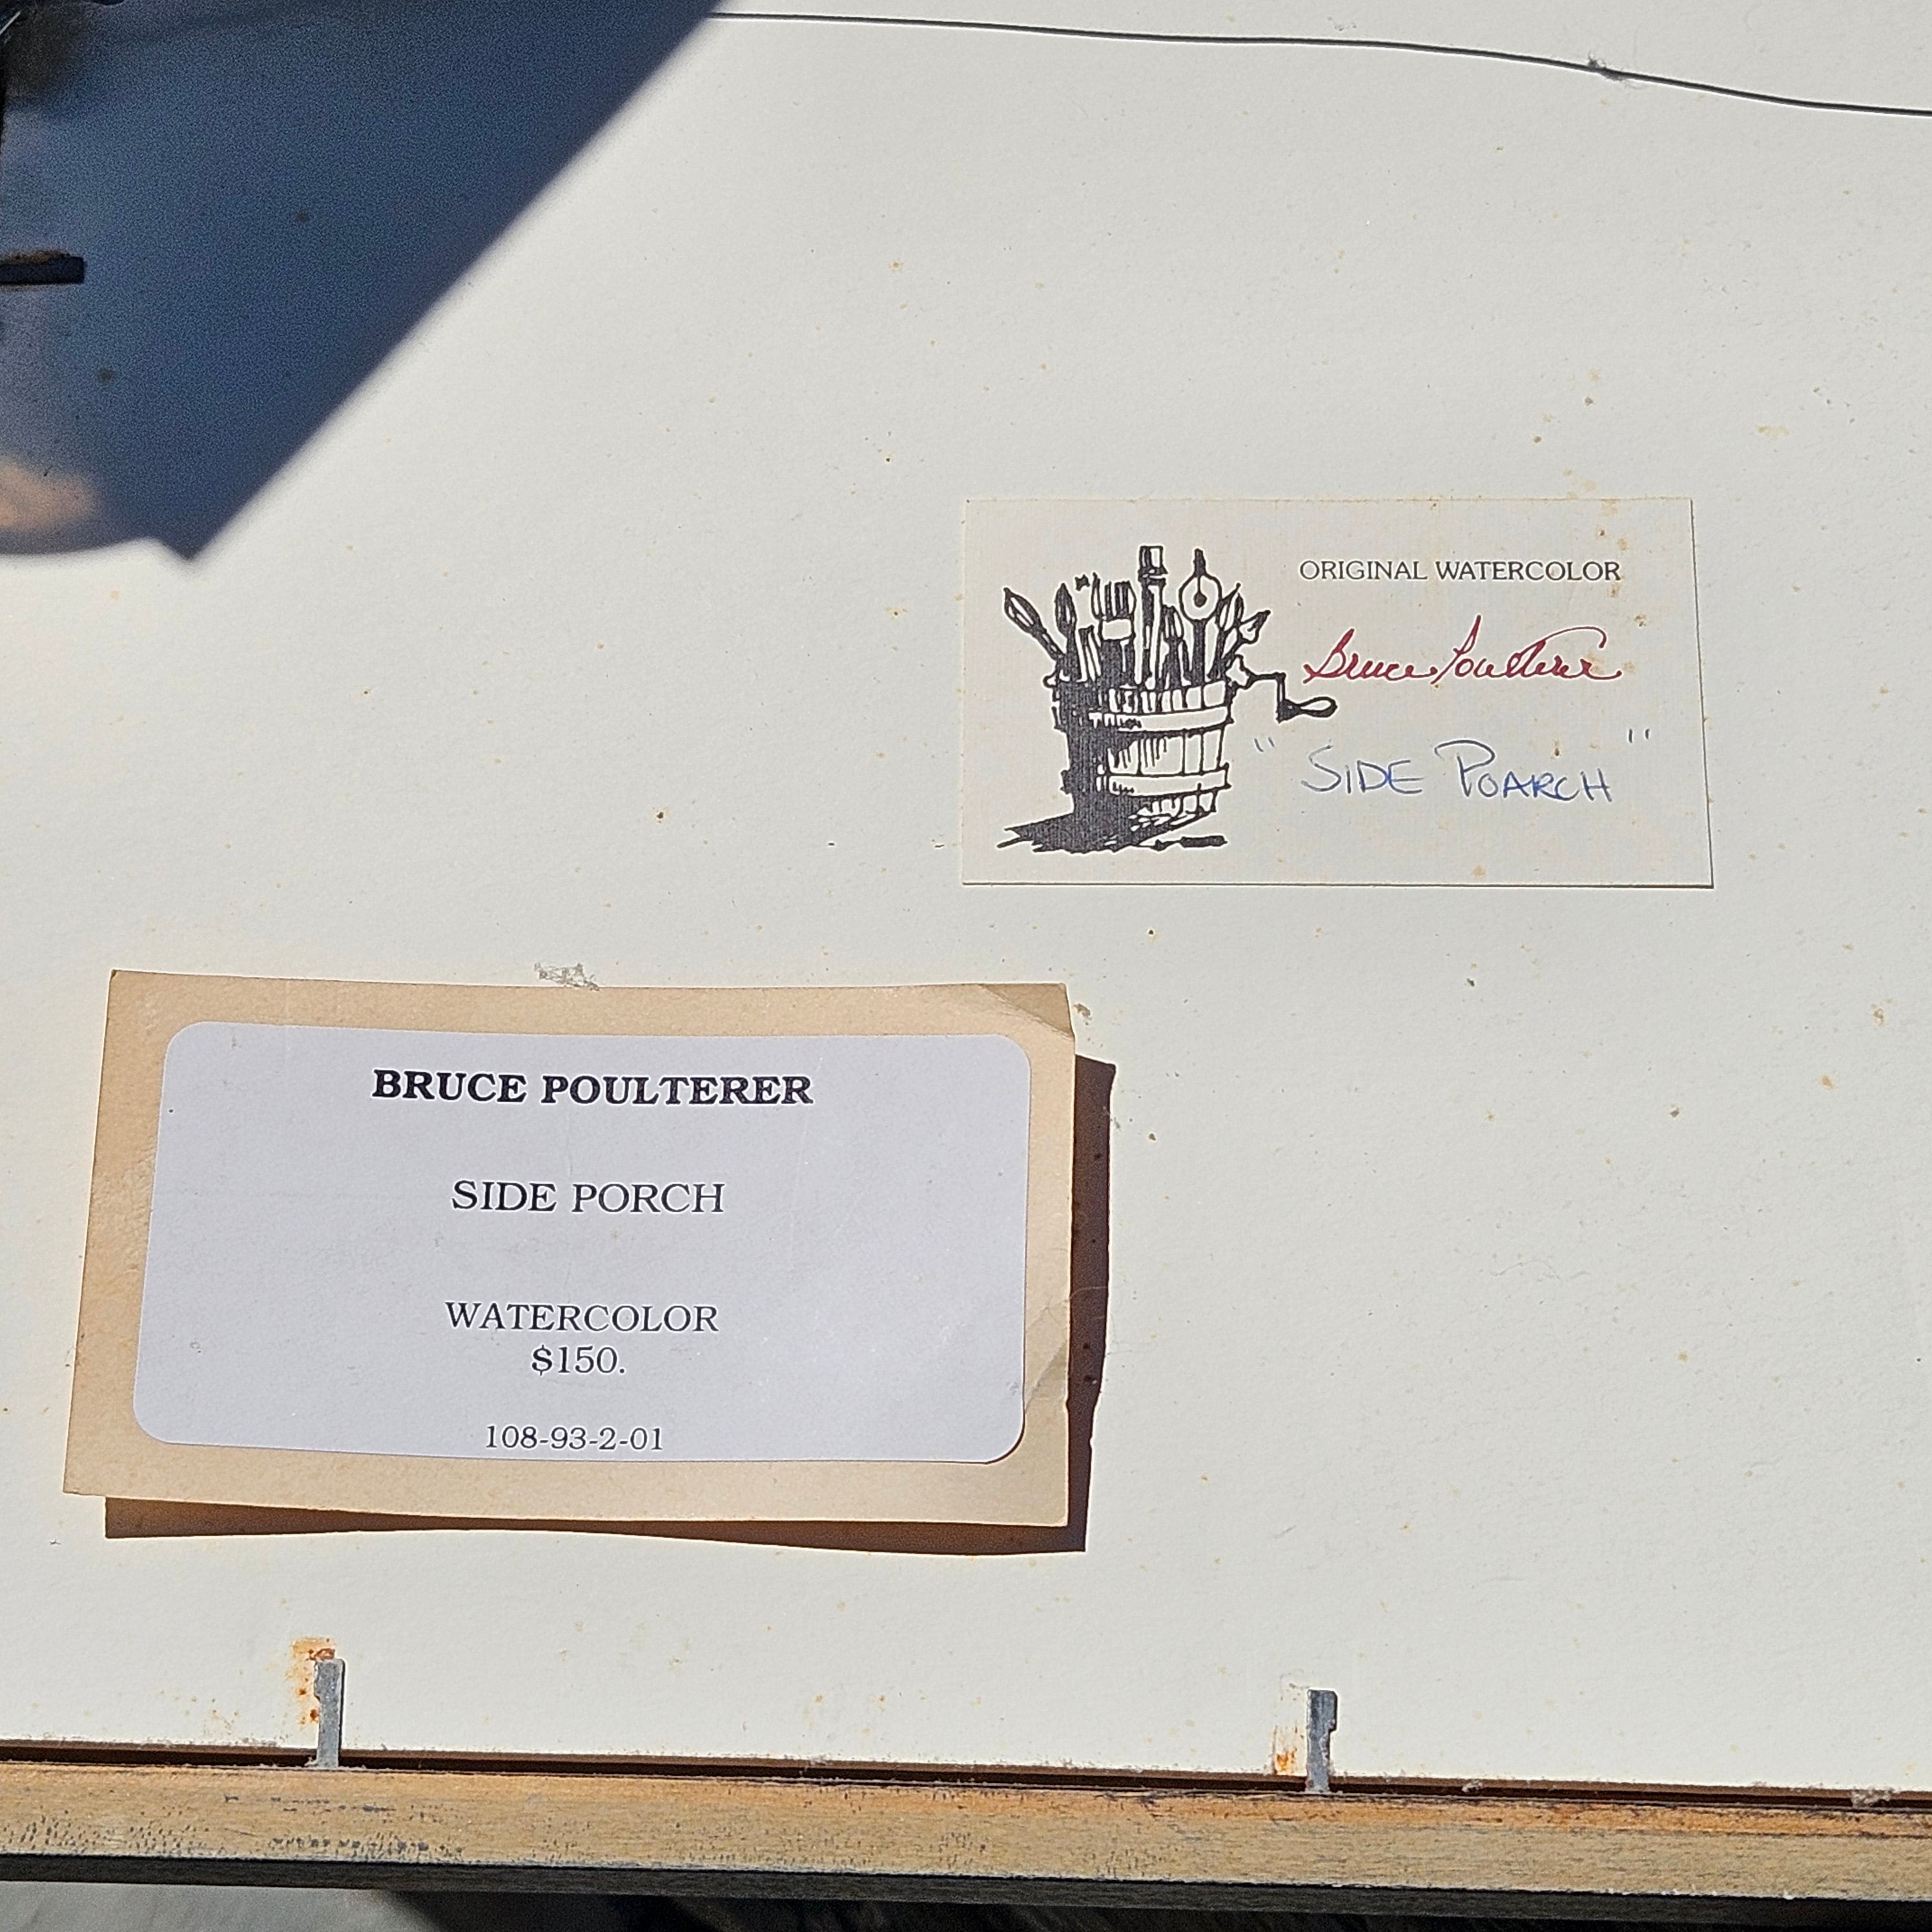 ORIGINAL WATERCOLOR
Bruce Poulterer
" SIDE POARCH "
BRUCE POULTERER
SIDE PORCH
WATERCOLOR
$150.
108-93-2-01